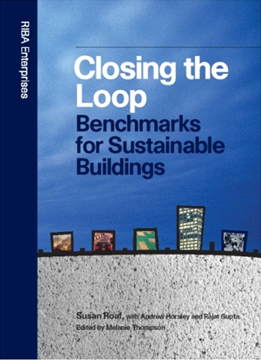 RIBA Enterprises
Closing the
Loop
Benchmarks
for Sustainable
Buildings
Susan Roaf, with Andrew Horsley and Rajat Gupta
Edited by Melanie Thompson